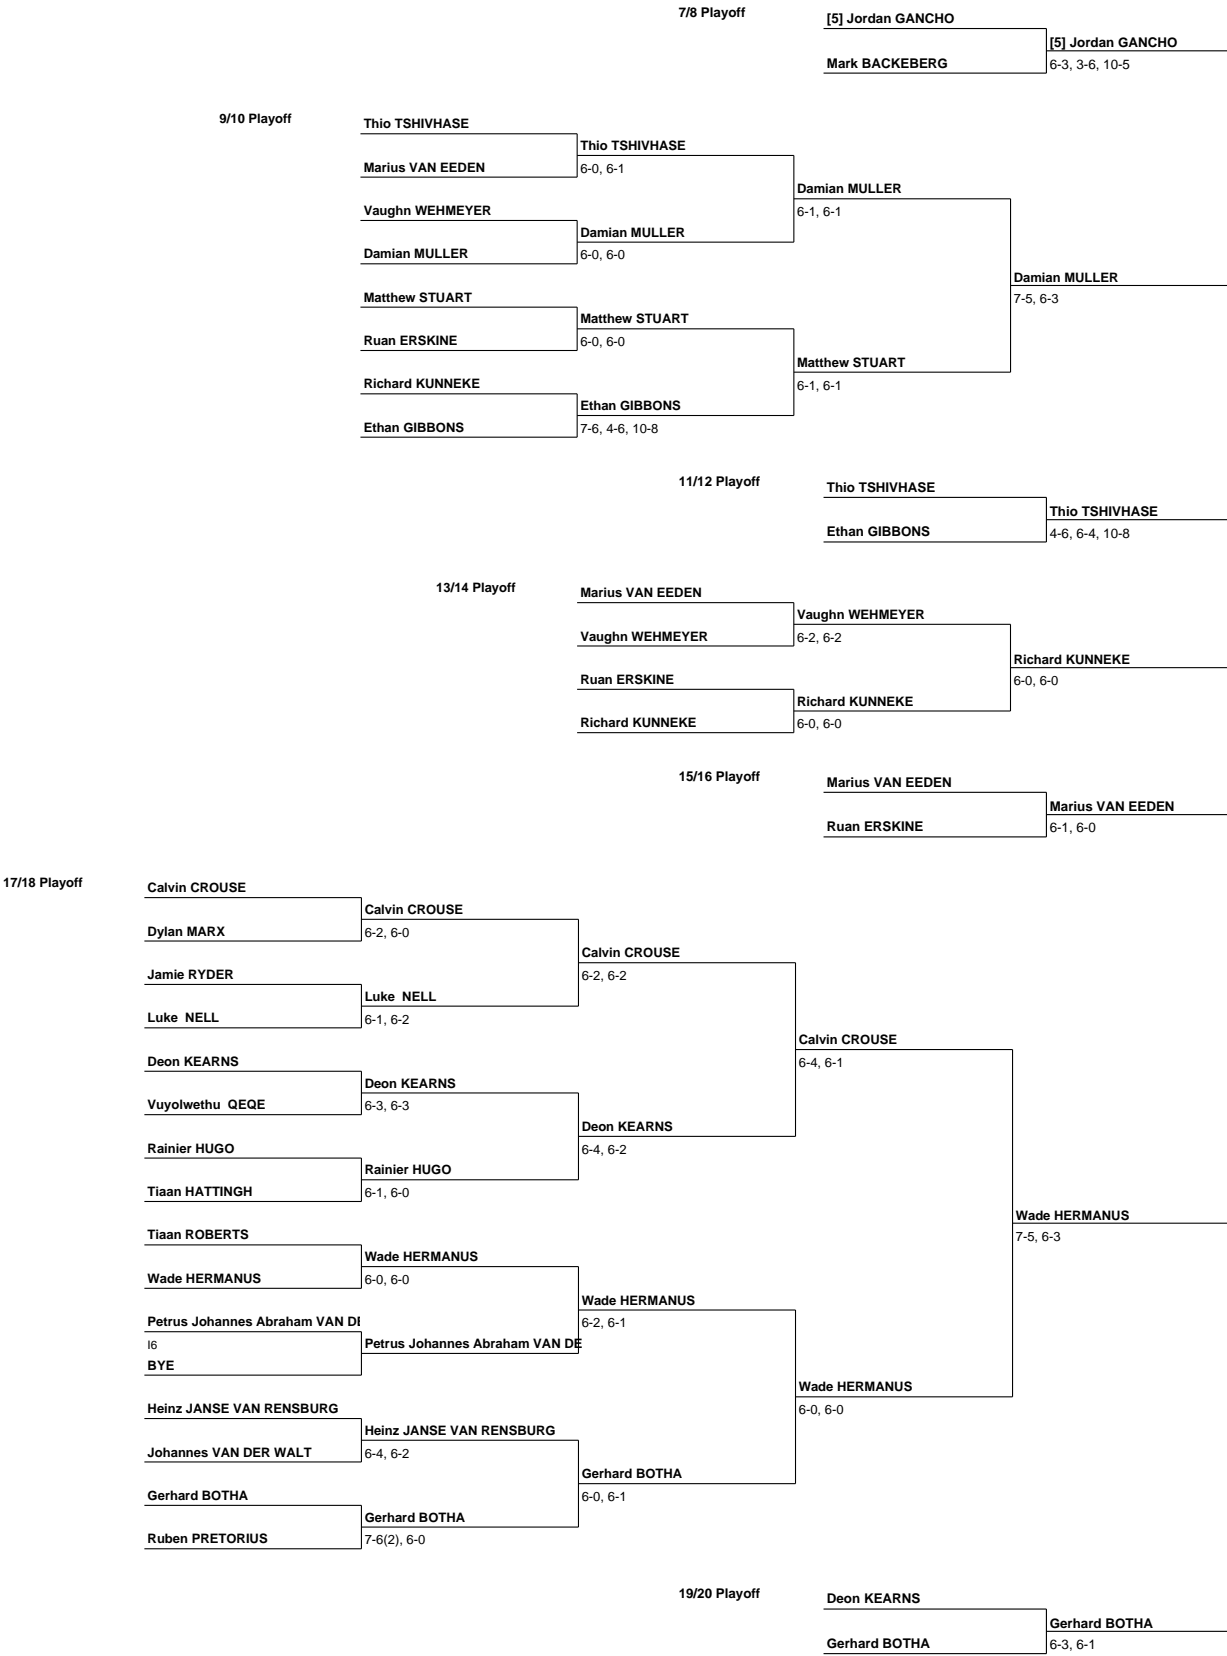 7/8 Playoff
[5] Jordan GANCHO
[5] Jordan GANCHO
Mark BACKEBERG
6-3, 3-6, 10-5
9/10 Playoff
Thio TSHIVHASE
Thio TSHIVHASE
Marius VAN EEDEN
6-0, 6-1
Damian MULLER
Vaughn WEHMEYER
6-1, 6-1
Damian MULLER
Damian MULLER
6-0, 6-0
Damian MULLER
Matthew STUART
7-5, 6-3
Matthew STUART
Ruan ERSKINE
6-0, 6-0
Matthew STUART
Richard KUNNEKE
6-1, 6-1
Ethan GIBBONS
Ethan GIBBONS
7-6, 4-6, 10-8
11/12 Playoff
Thio TSHIVHASE
Thio TSHIVHASE
Ethan GIBBONS
4-6, 6-4, 10-8
13/14 Playoff
Marius VAN EEDEN
Vaughn WEHMEYER
Vaughn WEHMEYER
6-2, 6-2
Richard KUNNEKE
Ruan ERSKINE
6-0, 6-0
Richard KUNNEKE
Richard KUNNEKE
6-0, 6-0
15/16 Playoff
Marius VAN EEDEN
Marius VAN EEDEN
Ruan ERSKINE
6-1, 6-0
17/18 Playoff
Calvin CROUSE
Calvin CROUSE
Dylan MARX
6-2, 6-0
Calvin CROUSE
Jamie RYDER
6-2, 6-2
Luke  NELL
Luke  NELL
6-1, 6-2
Calvin CROUSE
Deon KEARNS
6-4, 6-1
Deon KEARNS
Vuyolwethu  QEQE
6-3, 6-3
Deon KEARNS
Rainier HUGO
6-4, 6-2
Rainier HUGO
Tiaan HATTINGH
6-1, 6-0
Wade HERMANUS
Tiaan ROBERTS
7-5, 6-3
Wade HERMANUS
Wade HERMANUS
6-0, 6-0
Wade HERMANUS
Petrus Johannes Abraham VAN DE
6-2, 6-1
I6
Petrus Johannes Abraham VAN DE
BYE
Wade HERMANUS
Heinz JANSE VAN RENSBURG
6-0, 6-0
Heinz JANSE VAN RENSBURG
Johannes VAN DER WALT
6-4, 6-2
Gerhard BOTHA
Gerhard BOTHA
6-0, 6-1
Gerhard BOTHA
Ruben PRETORIUS
7-6(2), 6-0
19/20 Playoff
Deon KEARNS
Gerhard BOTHA
Gerhard BOTHA
6-3, 6-1